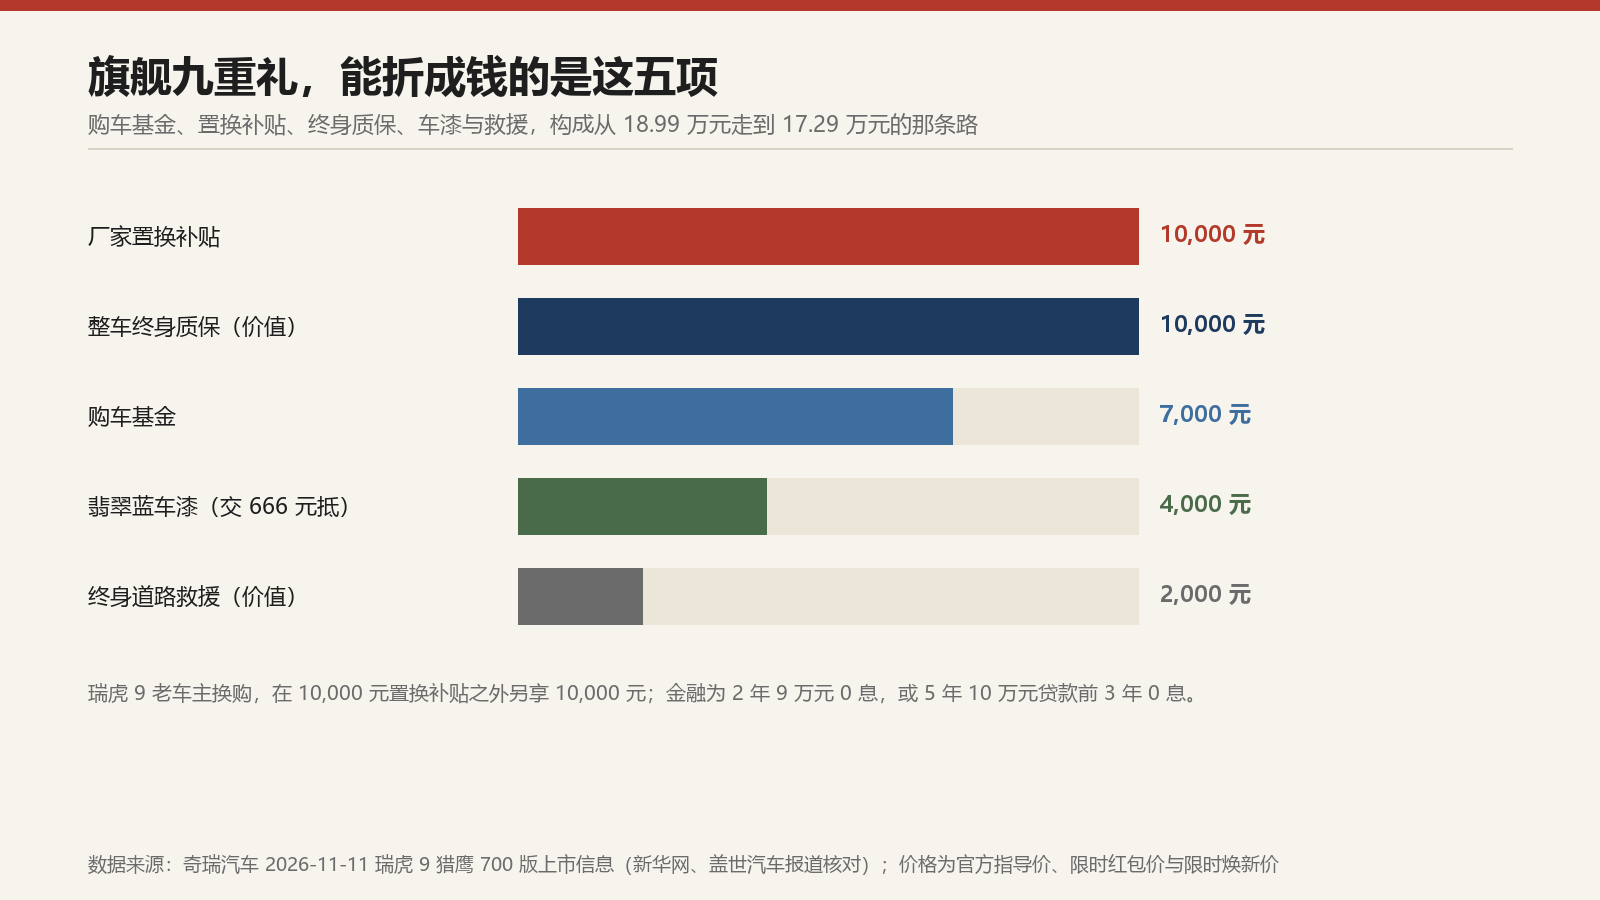 旗舰九重礼，能折成钱的是这五项
购车基金、置换补贴、终身质保、车漆与救援，构成从 18.99 万元走到 17.29 万元的那条路
厂家置换补贴 10,000 元
整车终身质保（价值） 10,000 元
购车基金 7,000 元
翡翠蓝车漆（交 666 元抵） 4,000 元
终身道路救援（价值） 2,000 元
瑞虎 9 老车主换购，在 10,000 元置换补贴之外另享 10,000 元；金融为 2 年 9 万元 0 息，或 5 年 10 万元贷款前 3 年 0 息。
数据来源：奇瑞汽车 2026-11-11 瑞虎 9 猎鹰 700 版上市信息（新华网、盖世汽车报道核对）；价格为官方指导价、限时红包价与限时焕新价